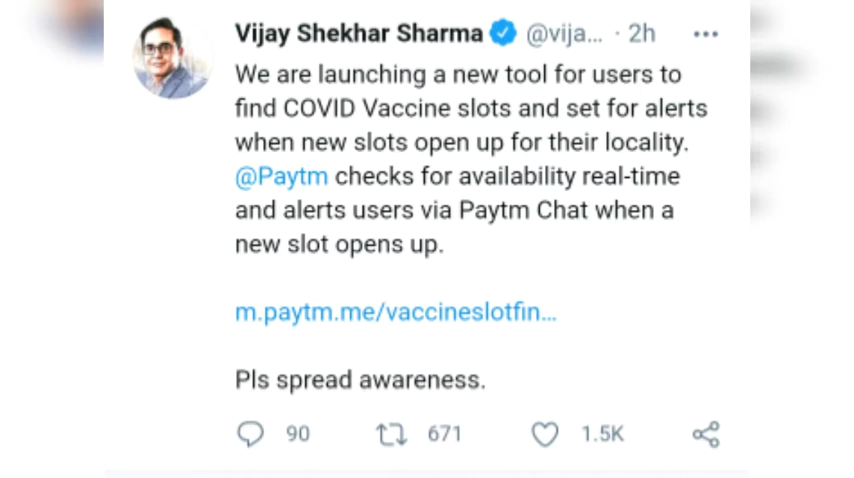 Vijay Shekhar Sharma @vija... · 2h
We are launching a new tool for users to
find COVID Vaccine slots and set for alerts
when new slots open up for their locality.
@Paytm checks for availability real-time
and alerts users via Paytm Chat when a
new slot opens up.
m.paytm.me/vaccineslotfin...
Pls spread awareness.
90 671 1.5K